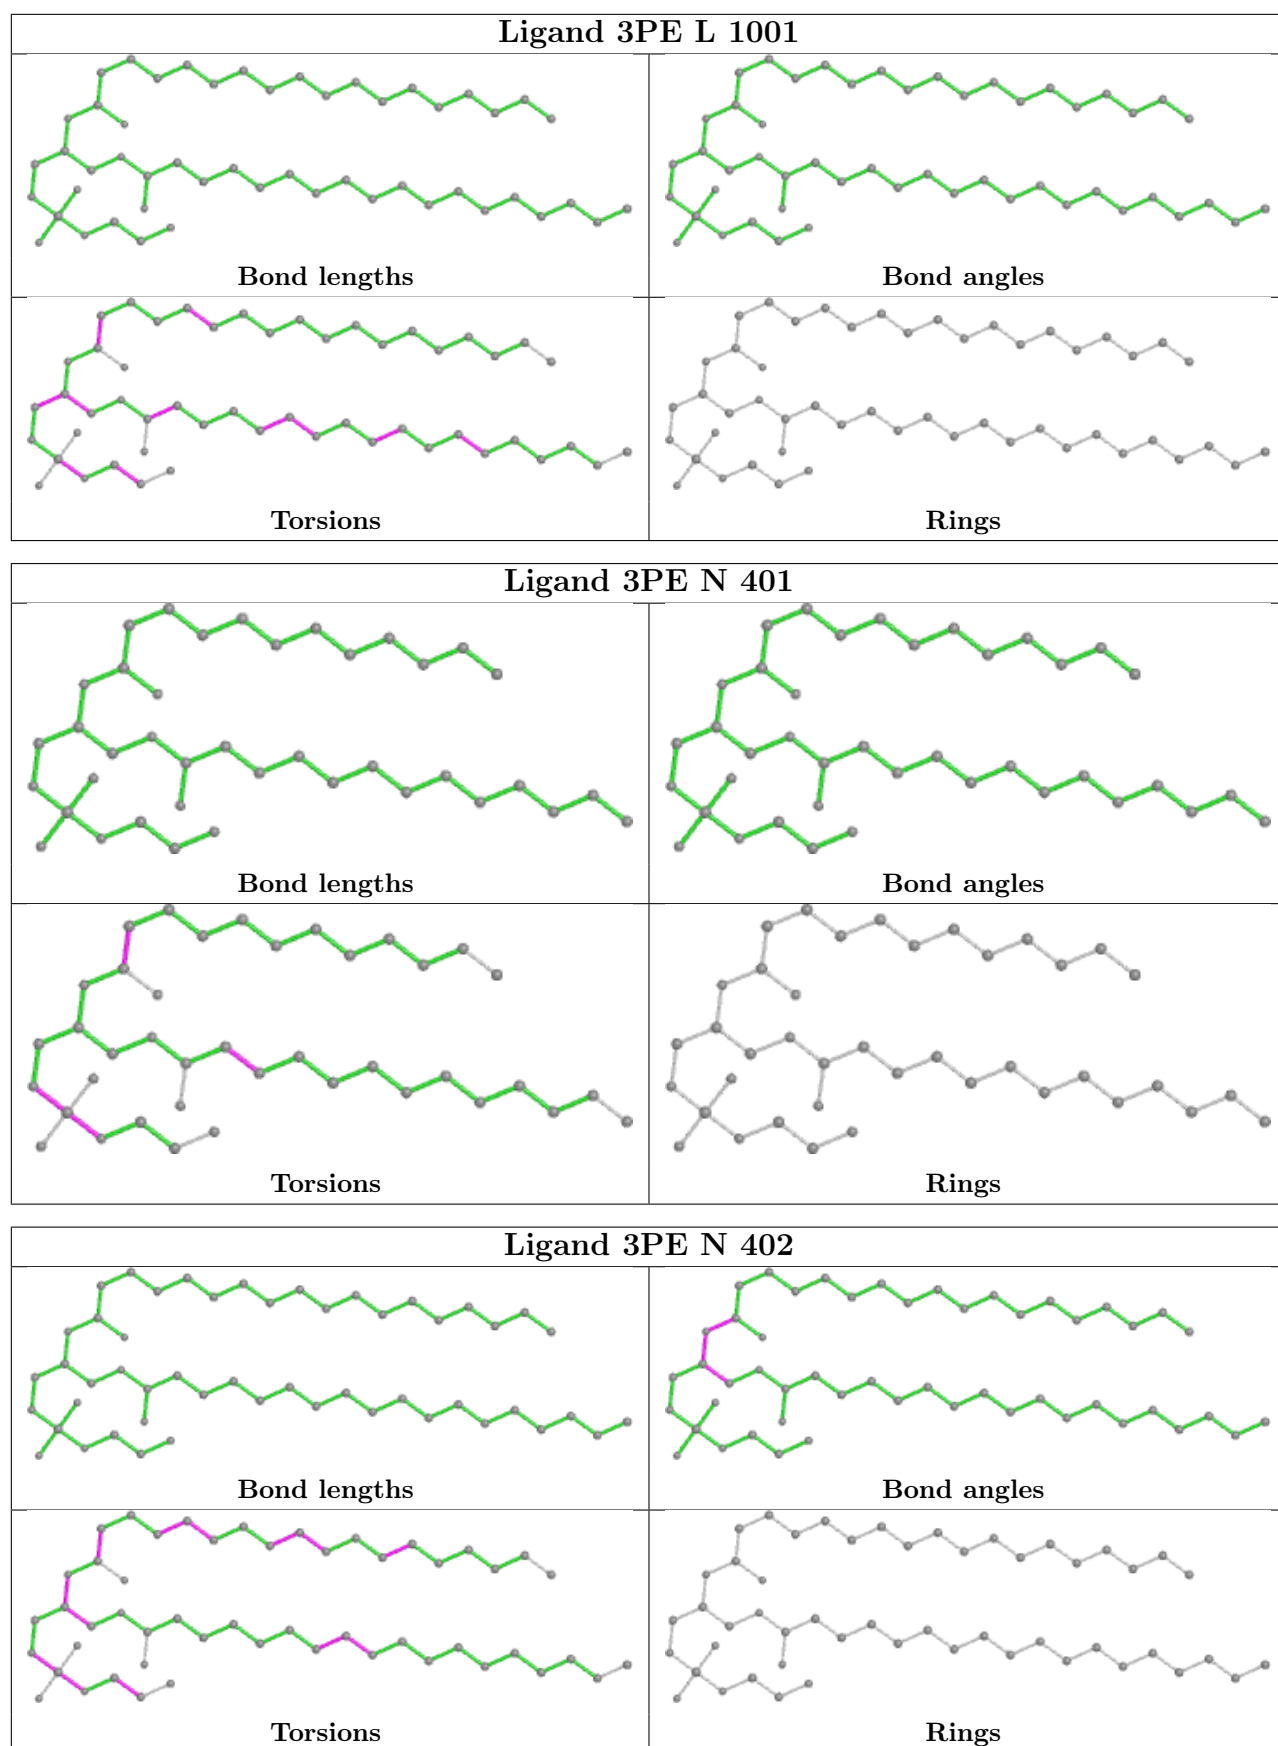 Ligand 3PE L 1001
Bond lengths
Bond angles
Torsions
Rings
Ligand 3PE N 401
Bond lengths
Bond angles
Torsions
Rings
Ligand 3PE N 402
Bond lengths
Bond angles
Torsions
Rings